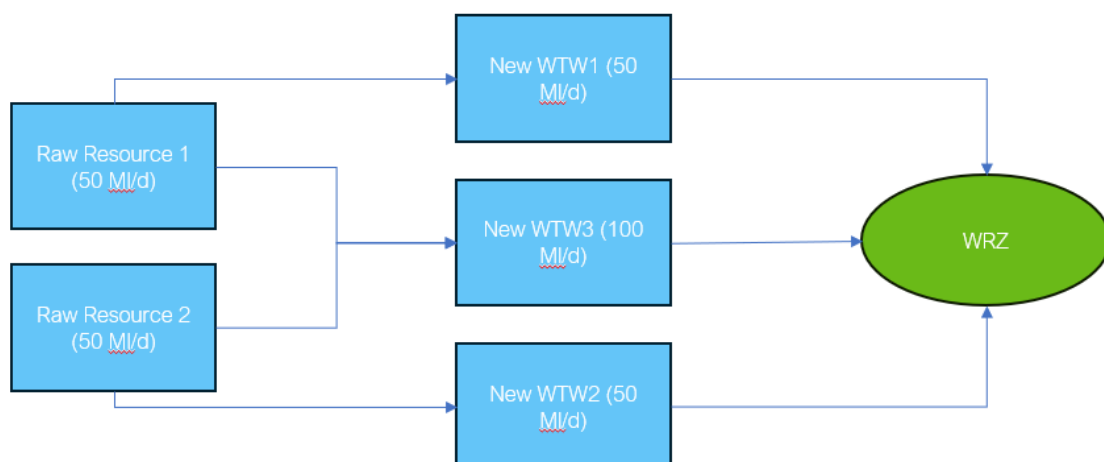 New WTW1 (50
Ml/d)
Raw Resource 1
(50 Ml/d)
New WTW3 (100
Ml/d)
WRZ
Raw Resource 2
(50 Ml/d)
New WTW2 (50
Ml/d)